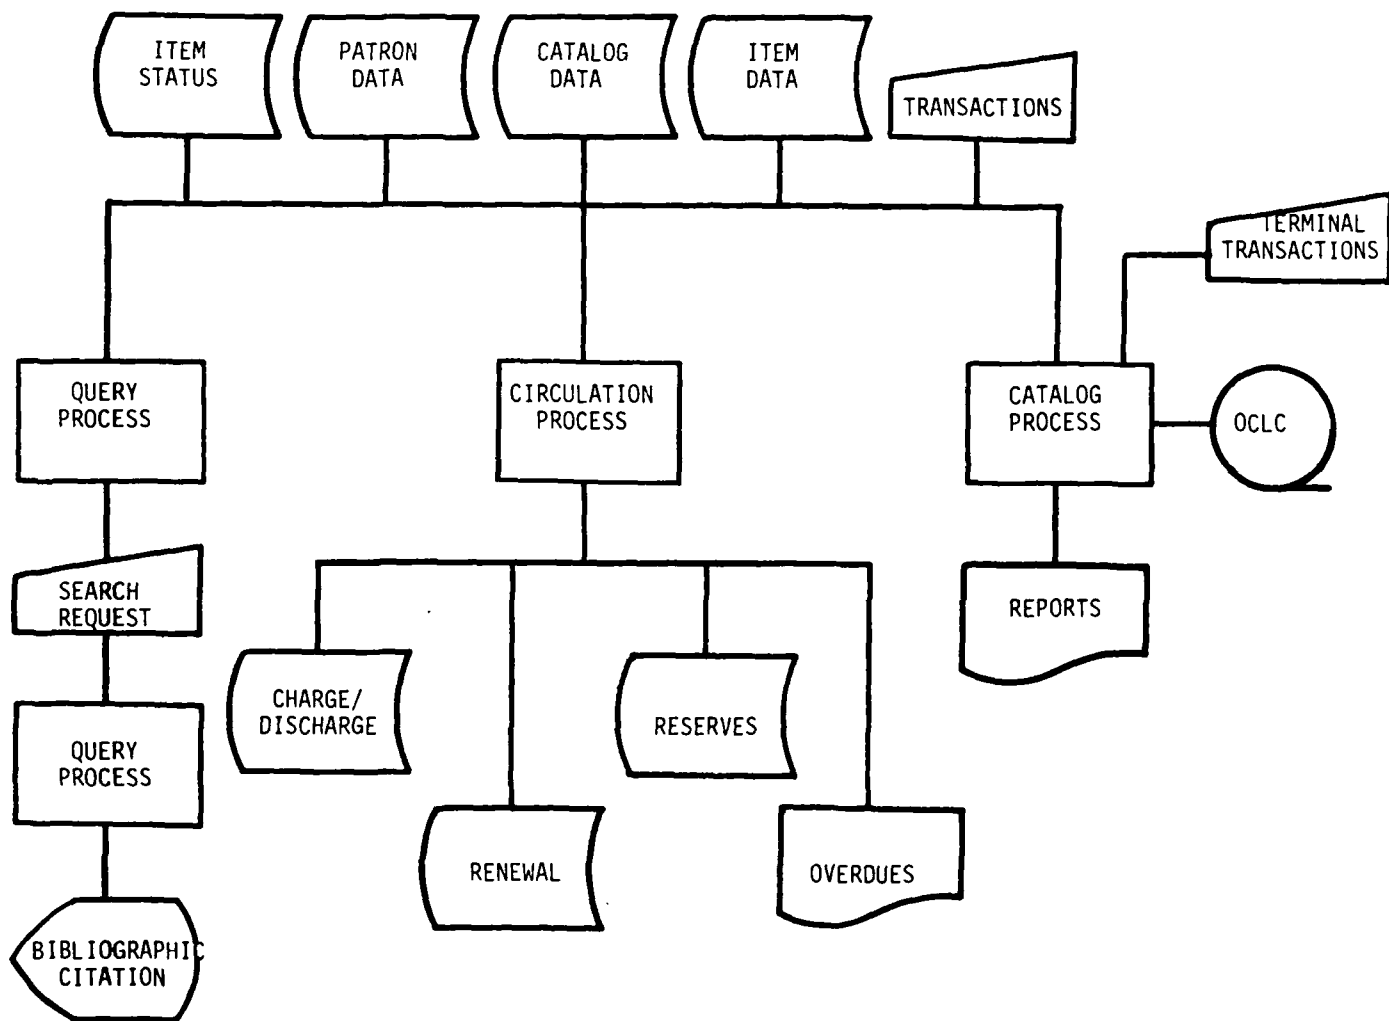 ITEM
STATUS
PATRON
DATA
CATALOG
DATA
ITEM
DATA
TRANSACTIONS
TERMINAL
TRANSACTIONS
QUERY
PROCESS
CIRCULATION
PROCESS
CATALOG
PROCESS
OCLC
SEARCH
REQUEST
REPORTS
CHARGE/
DISCHARGE
RESERVES
QUERY
PROCESS
RENEWAL
OVERDUES
BIBLIOGRAPHIC
CITATION